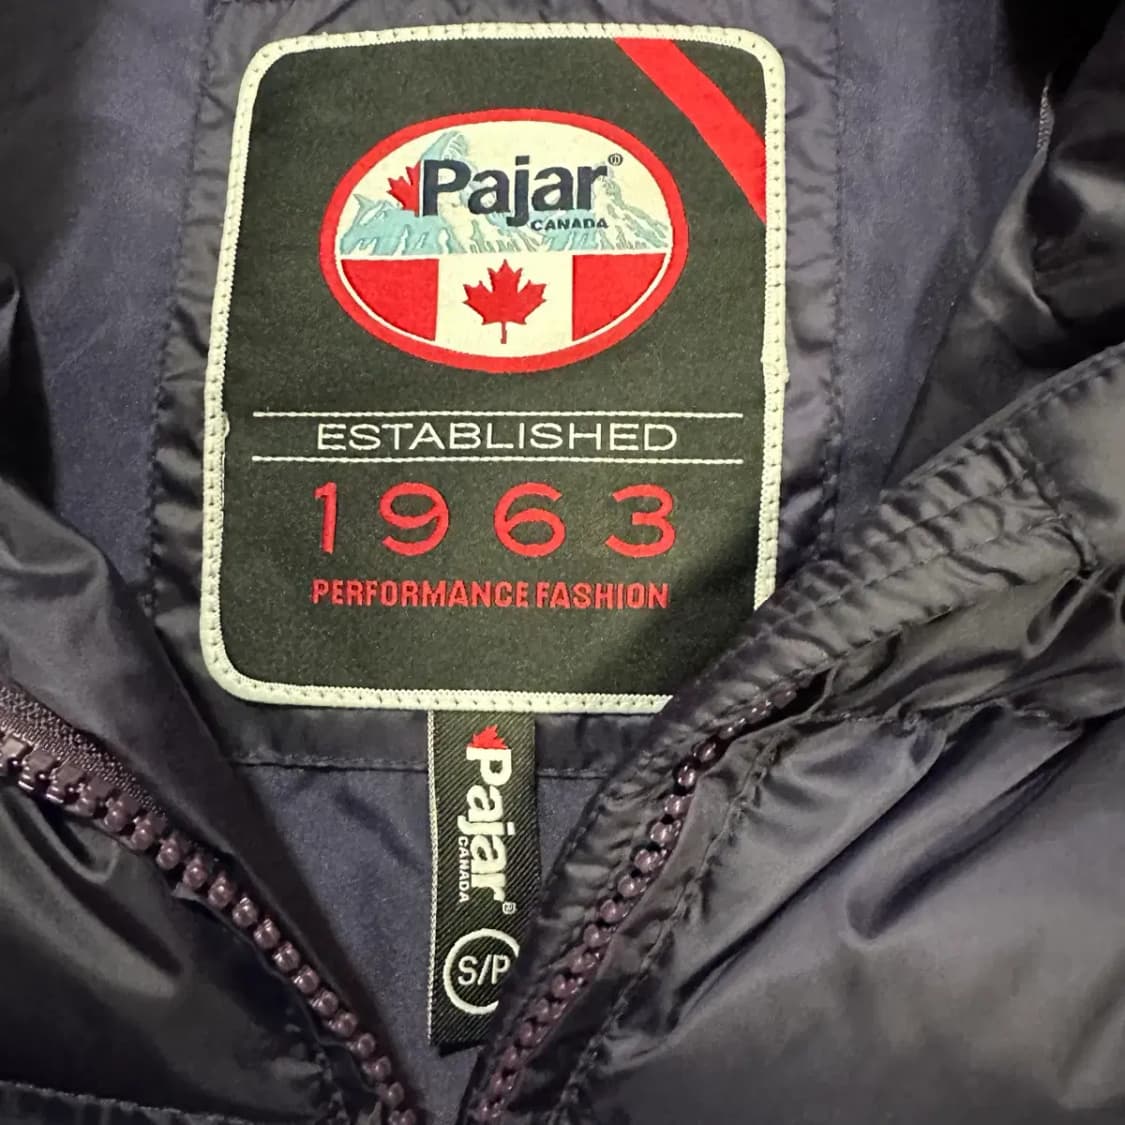 Pajar®
CANADA
ESTABLISHED
1963
PERFORMANCE FASHION
Pajar®
CANADA
S/P